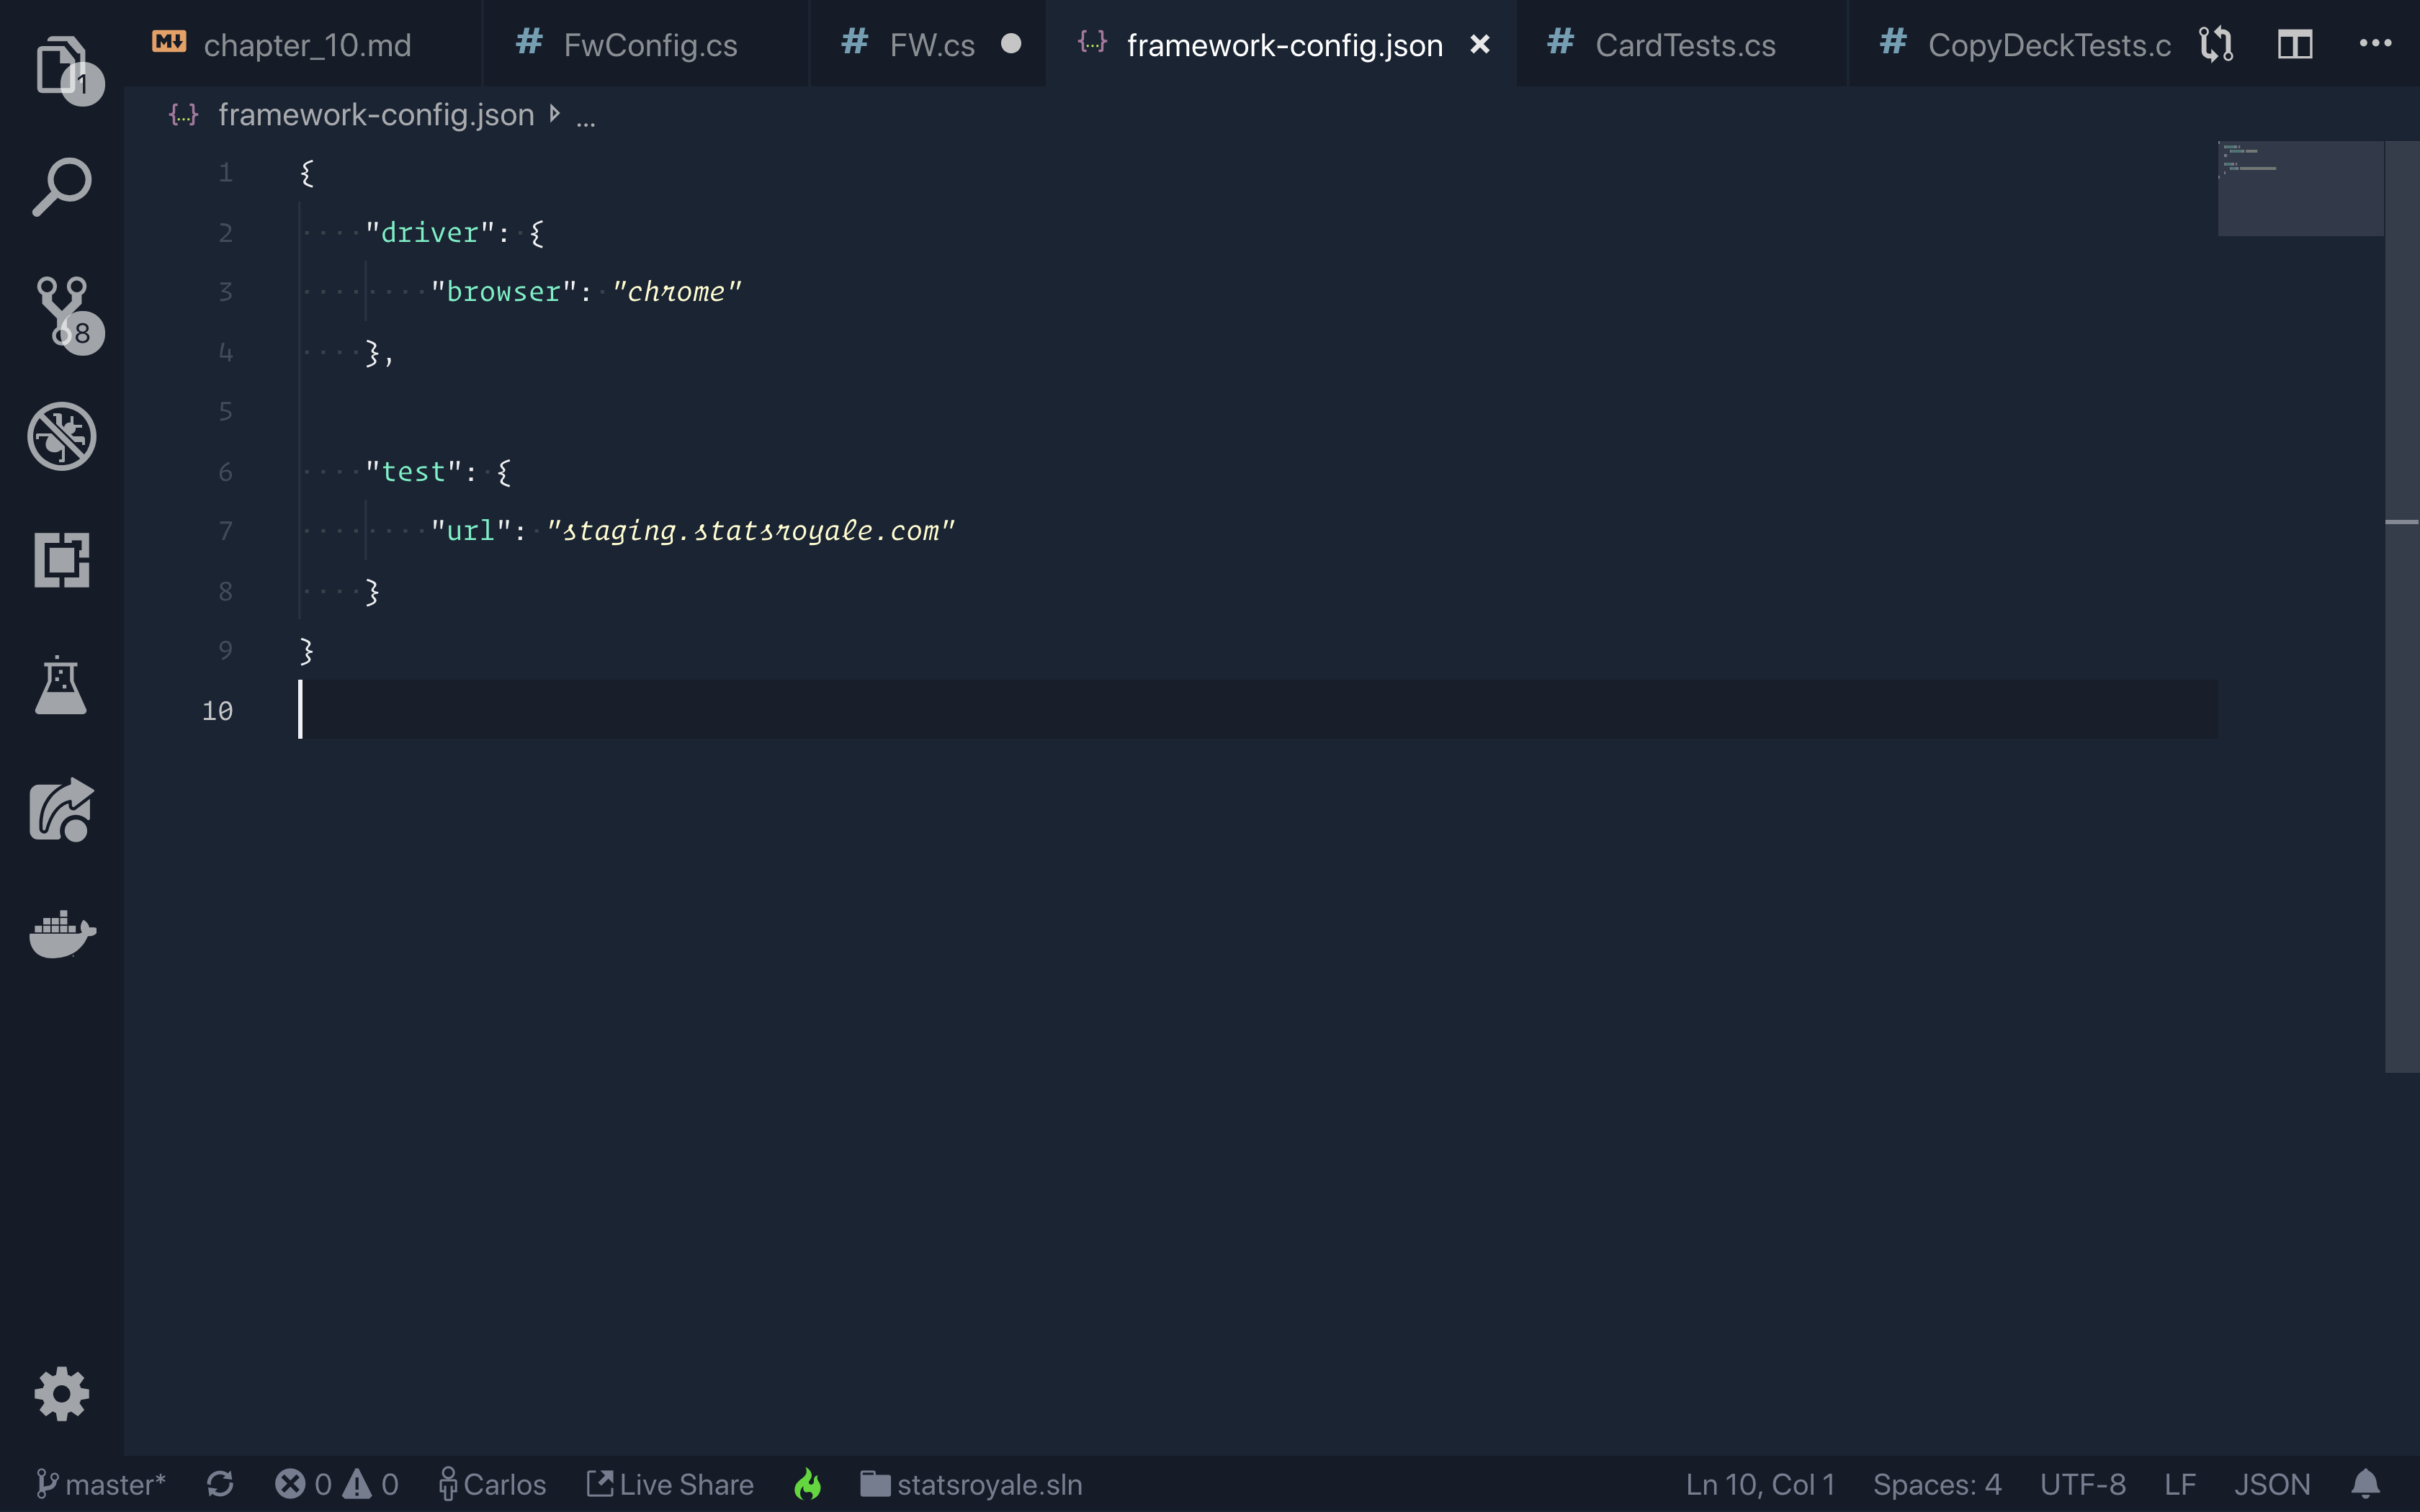 chapter_10.md # FwConfig.cs # FW.cs {..} framework-config.json # CardTests.cs # CopyDeckTests.c
1
{..} framework-config.json ...
1 {
2 "driver": {
3 "browser": "chrome"
4 },
5
6 "test": {
7 "url": "staging.statsroyale.com"
8 }
9 }
10
8
master* 0 0 Carlos Live Share statsroyale.sln Ln 10, Col 1 Spaces: 4 UTF-8 LF JSON